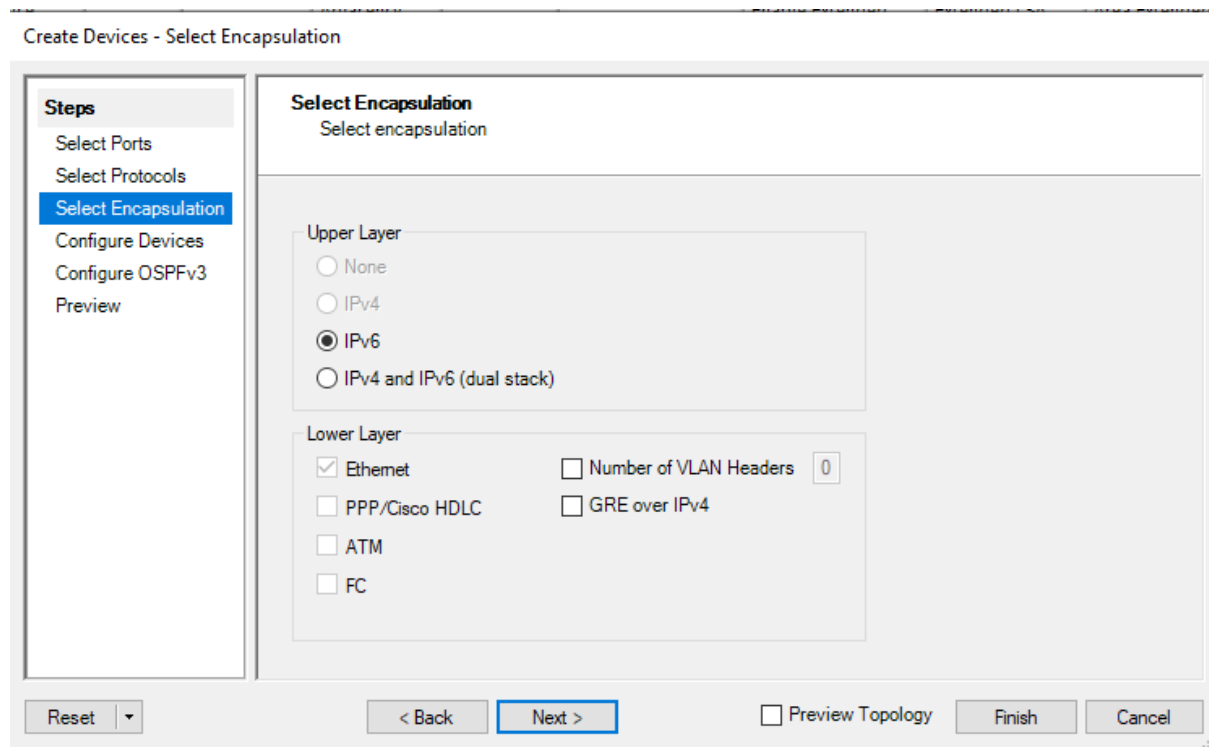 Create Devices - Select Encapsulation
Steps
Select Ports
Select Protocols
Select Encapsulation
Configure Devices
Configure OSPFv3
Preview
Select Encapsulation
Select encapsulation
Upper Layer
None
IPv4
IPv6
IPv4 and IPv6 (dual stack)
Lower Layer
Ethernet
Number of VLAN Headers 0
PPP/Cisco HDLC
GRE over IPv4
ATM
FC
Reset < Back Next > Preview Topology Finish Cancel